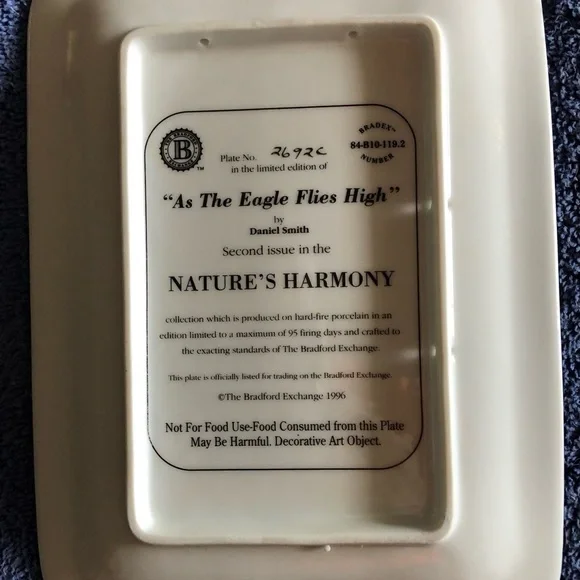 B
TM
Plate No. 2692C
in the limited edition of
BRADEX™
84-B10-119.2
NUMBER
"As The Eagle Flies High"
by
Daniel Smith
Second issue in the
NATURE'S HARMONY
collection which is produced on hard-fire porcelain in an
edition limited to a maximum of 95 firing days and crafted to
the exacting standards of The Bradford Exchange.
This plate is officially listed for trading on the Bradford Exchange.
©The Bradford Exchange 1996
Not For Food Use-Food Consumed from this Plate
May Be Harmful. Decorative Art Object.